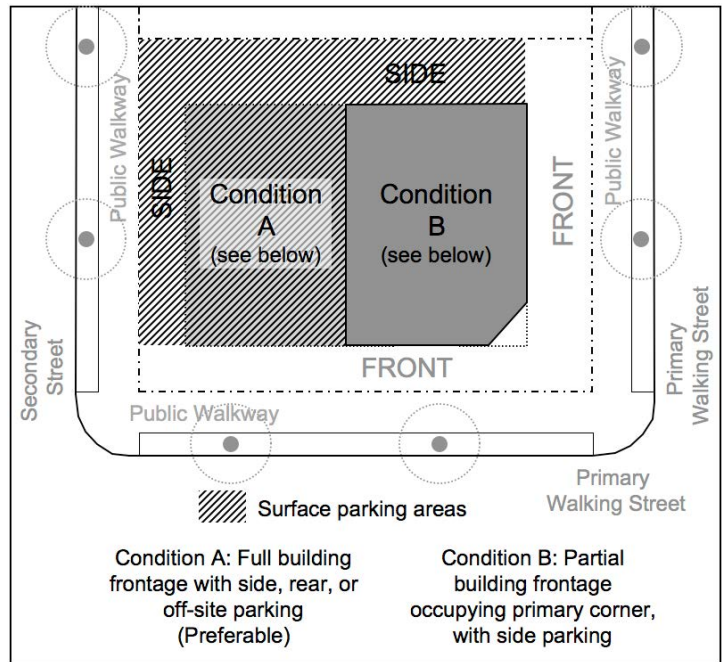 Public Walkway
SIDE
SIDE
Condition
A
(see below)
Condition
B
(see below)
FRONT
Public Walkway
Secondary
Street
FRONT
Primary
Walking Street
Public Walkway
Primary
Walking Street
Surface parking areas
Condition A: Full building
frontage with side, rear, or
off-site parking
(Preferable)
Condition B: Partial
building frontage
occupying primary corner,
with side parking